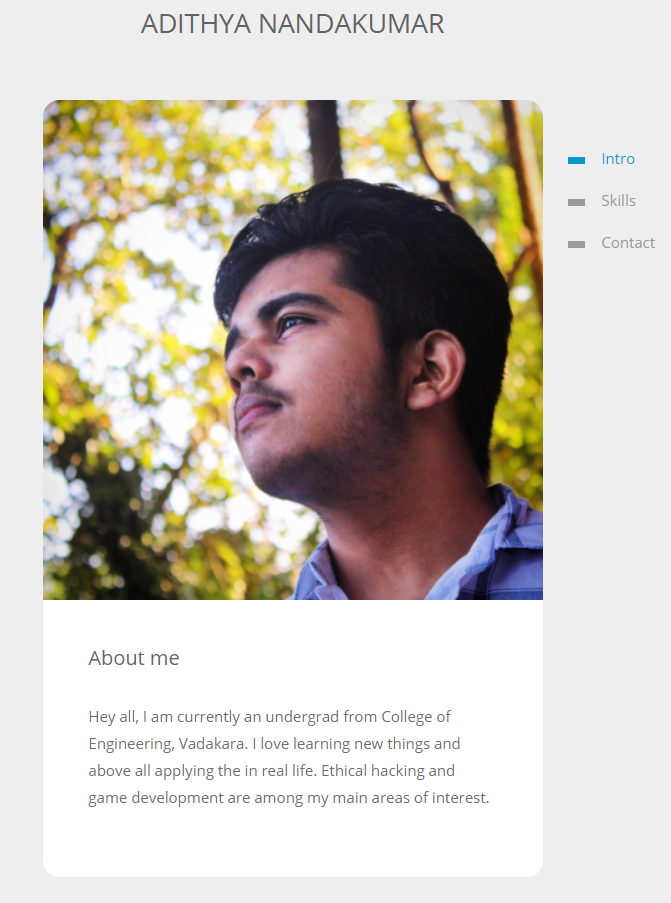 ADITHYA NANDAKUMAR
Intro
Skills
Contact
About me
Hey all, I am currently an undergrad from College of
Engineering, Vadakara. I love learning new things and
above all applying the in real life. Ethical hacking and
game development are among my main areas of interest.